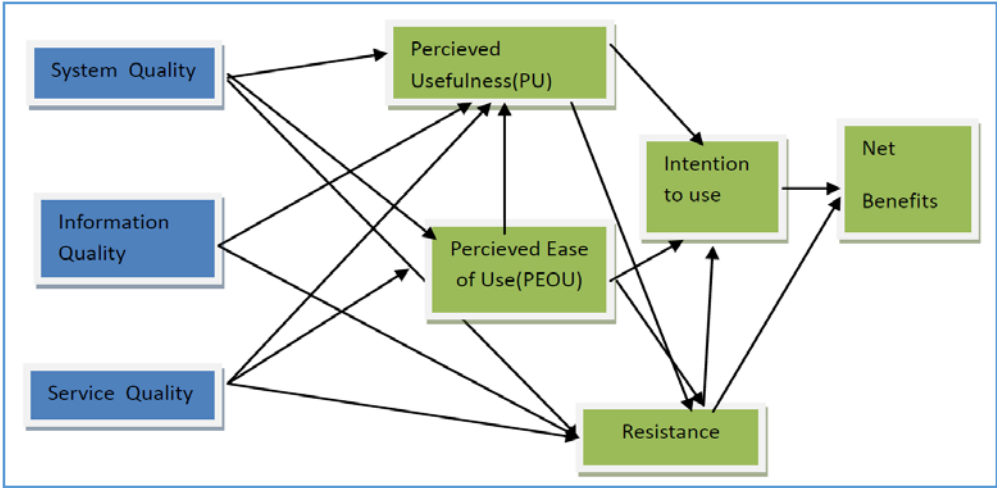 System Quality
Percieved
Usefulness(PU)
Information
Quality
Percieved Ease
of Use(PEOU)
Intention
to use
Net
Benefits
Service Quality
Resistance